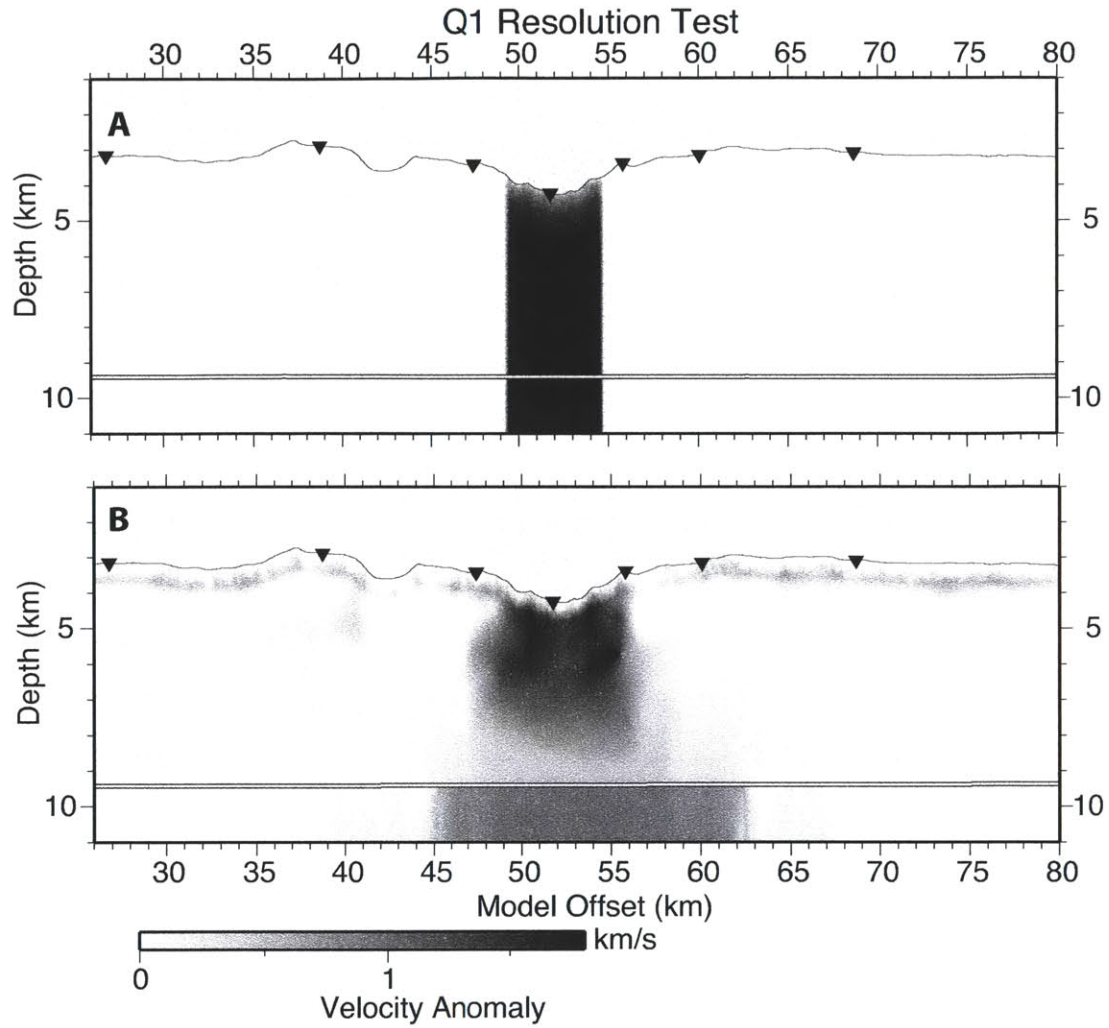 Q1 Resolution Test
30 35 40 45 50 55 60 65 70 80
A
Depth (km)
5 5
10 10
B
Depth (km)
5 5
10 10
30 35 40 45 50 55 60 65 70 80
Model Offset (km)
km/s
0 1
Velocity Anomaly